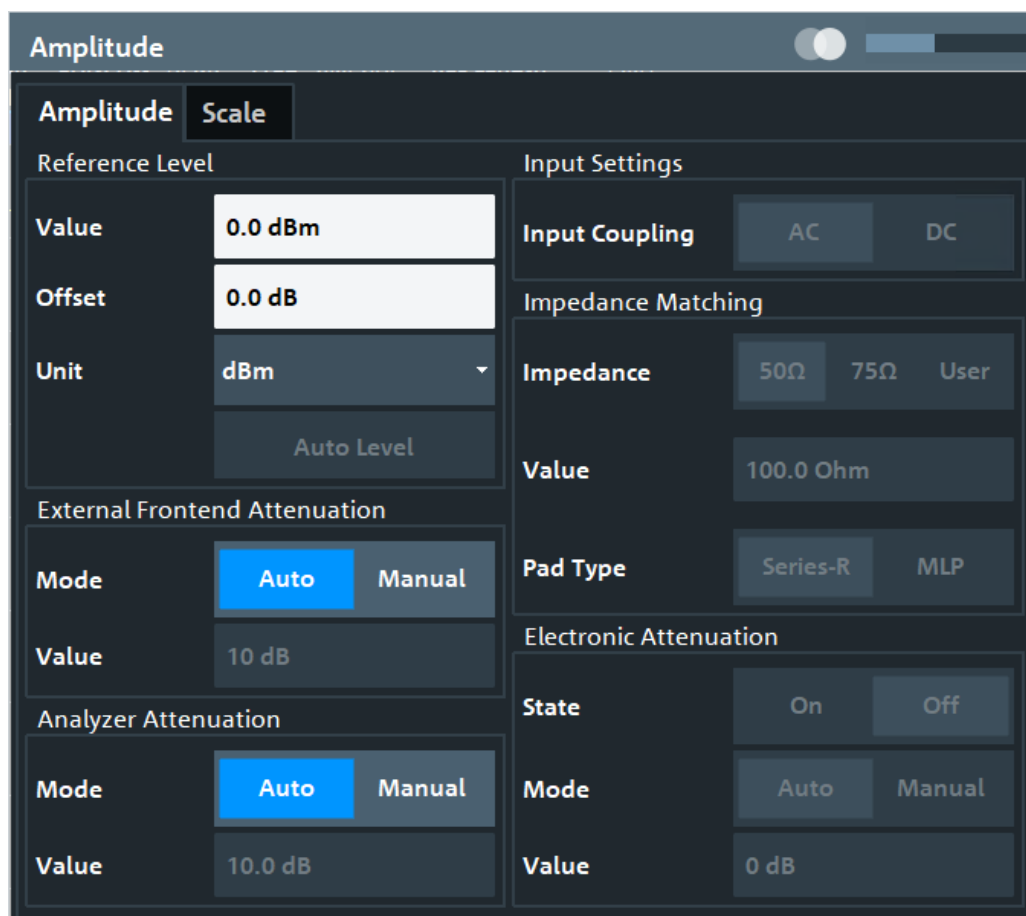 Amplitude
Amplitude Scale
Reference Level
Value 0.0 dBm
Offset 0.0 dB
Unit dBm
Auto Level
External Frontend Attenuation
Mode Auto Manual
Value 10 dB
Analyzer Attenuation
Mode Auto Manual
Value 10.0 dB
Input Settings
Input Coupling AC DC
Impedance Matching
Impedance 50Ω 75Ω User
Value 100.0 Ohm
Pad Type Series-R MLP
Electronic Attenuation
State On Off
Mode Auto Manual
Value 0 dB